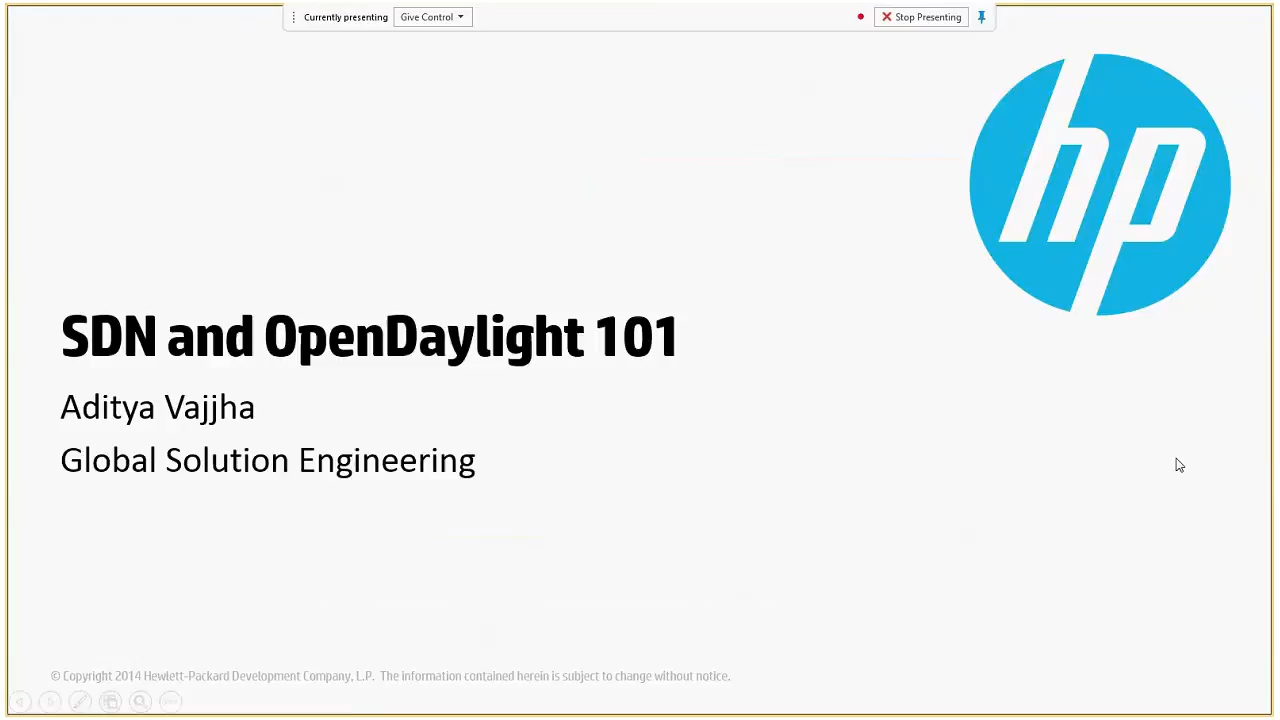 Currently presenting Give Control Stop Presenting
hp
SDN and OpenDaylight 101
Aditya Vajjha
Global Solution Engineering
© Copyright 2014 Hewlett-Packard Development Company, L.P. The information contained herein is subject to change without notice.